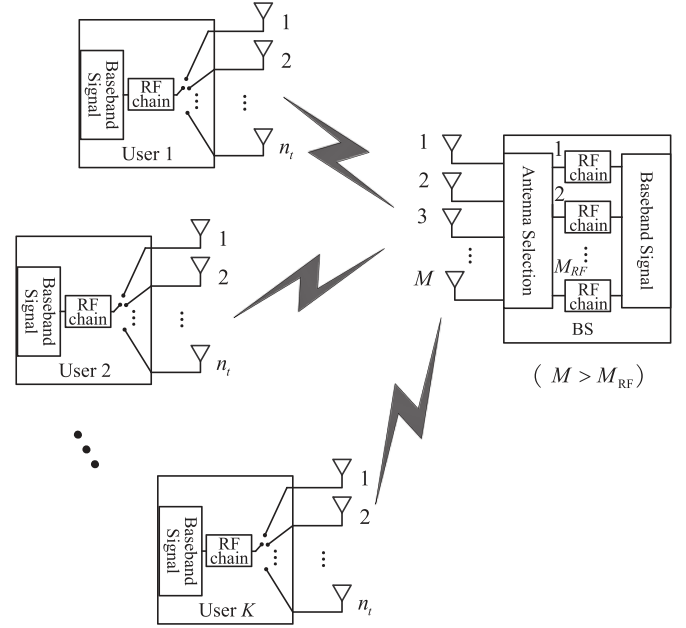 1
2
n_t
Baseband Signal
RF chain
User 1
1
2
n_t
Baseband Signal
RF chain
User 2
1
2
n_t
Baseband Signal
RF chain
User K
1
2
3
M
Antenna Selection
1
RF chain
2
RF chain
M_RF
RF chain
Baseband Signal
BS
( M > M_RF )